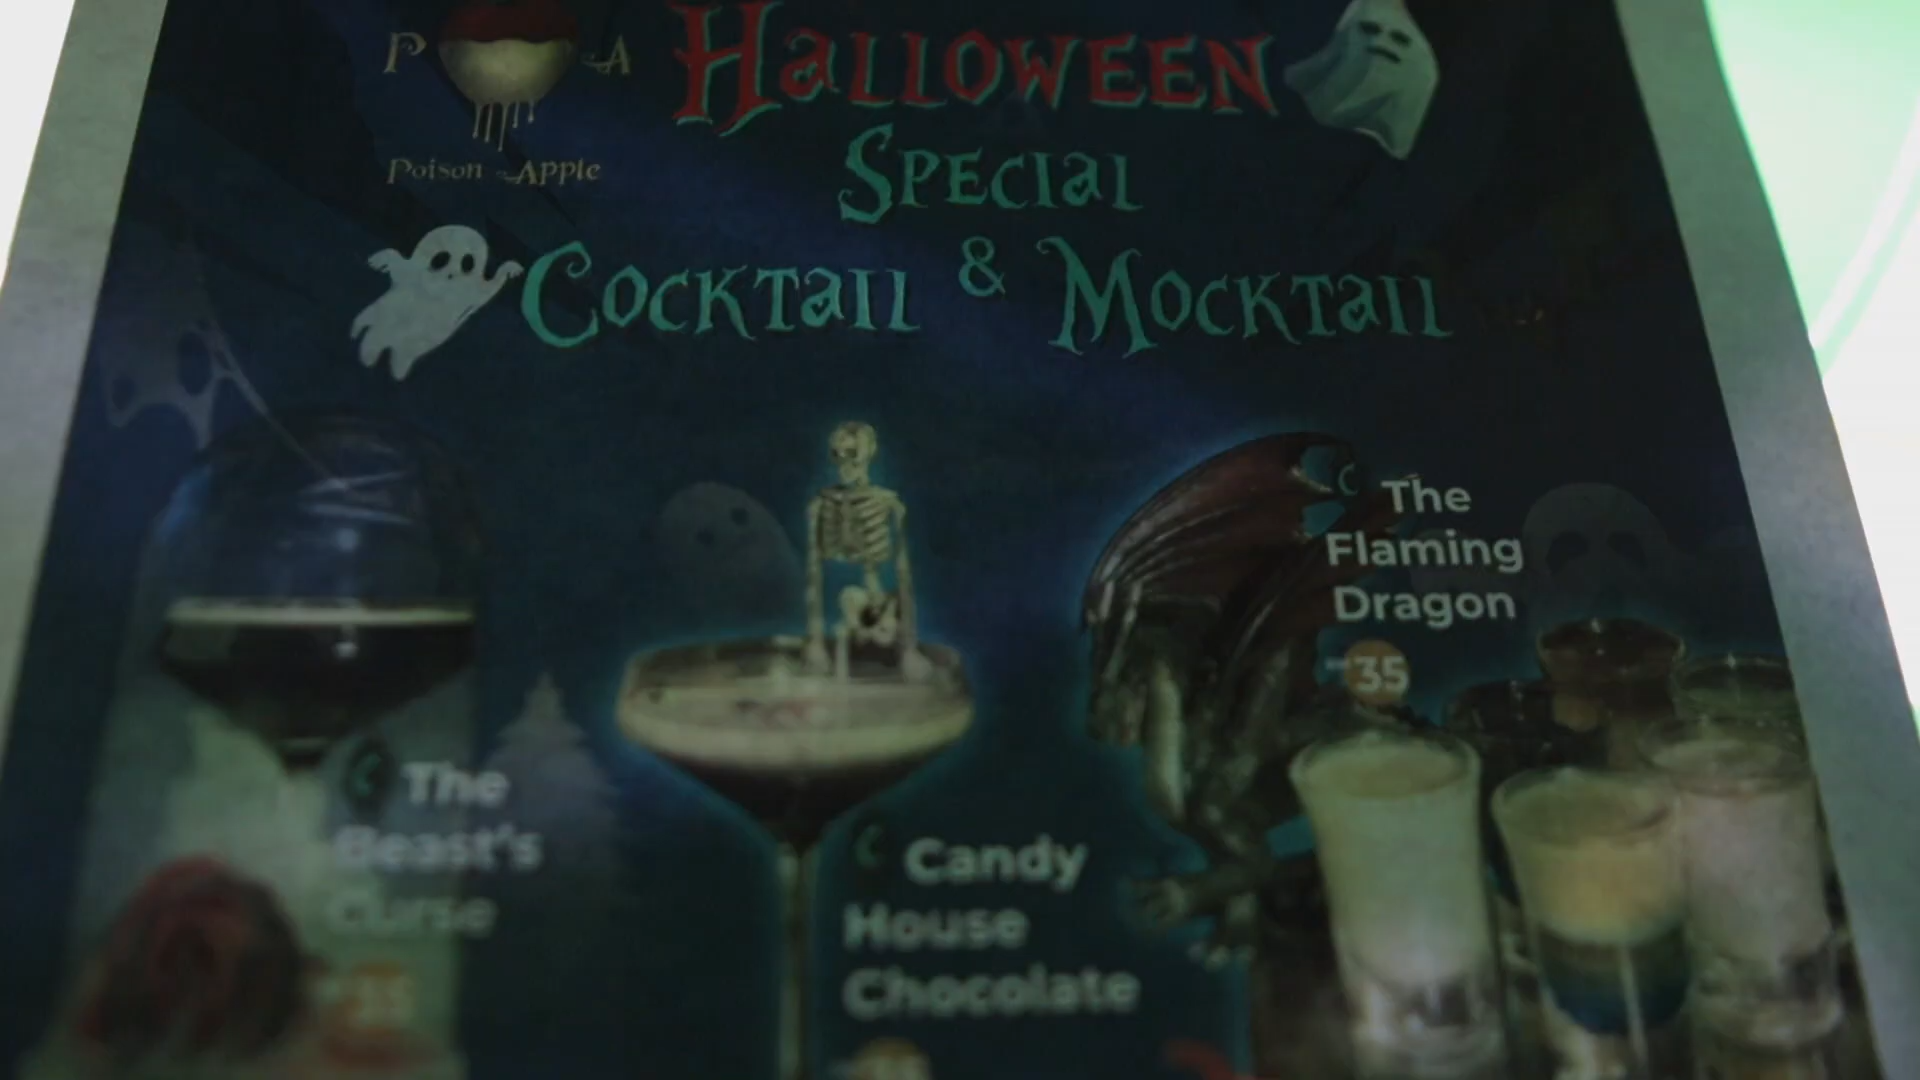 P A
Poison Apple
Halloween
Special
Cocktail & Mocktail
The
Flaming
Dragon
35
The
Beast's
Curse
Candy
House
Chocolate